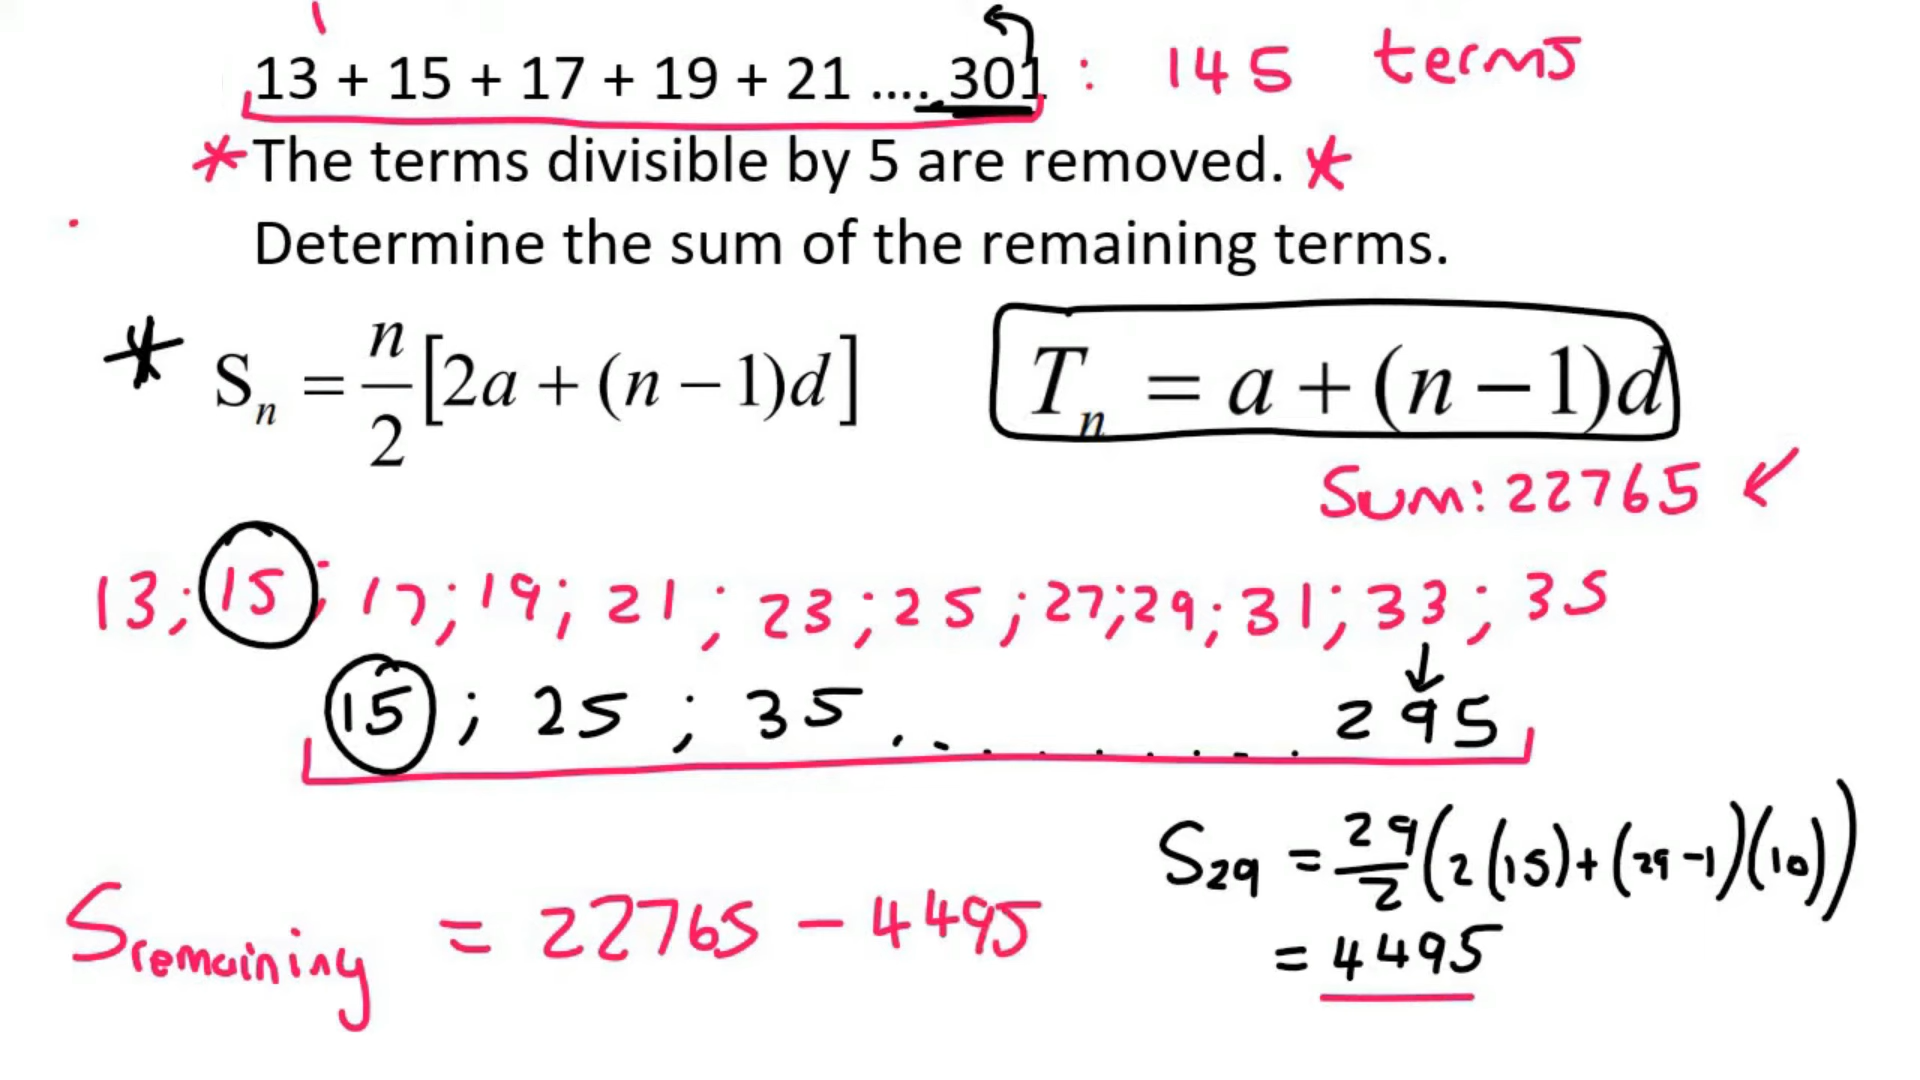 13 + 15 + 17 + 19 + 21 .... 301 : 145 terms
* The terms divisible by 5 are removed. *
Determine the sum of the remaining terms.
* Sₙ = n/2 [2a + (n − 1)d] Tₙ = a + (n − 1)d
Sum: 22765
13; 15; 17; 19; 21; 23; 25; 27; 29; 31; 33; 35
15; 25; 35 .......... 295
S₂₉ = 29/2 (2(15) + (29-1)(10))
S remaining = 22765 − 4495
= 4495